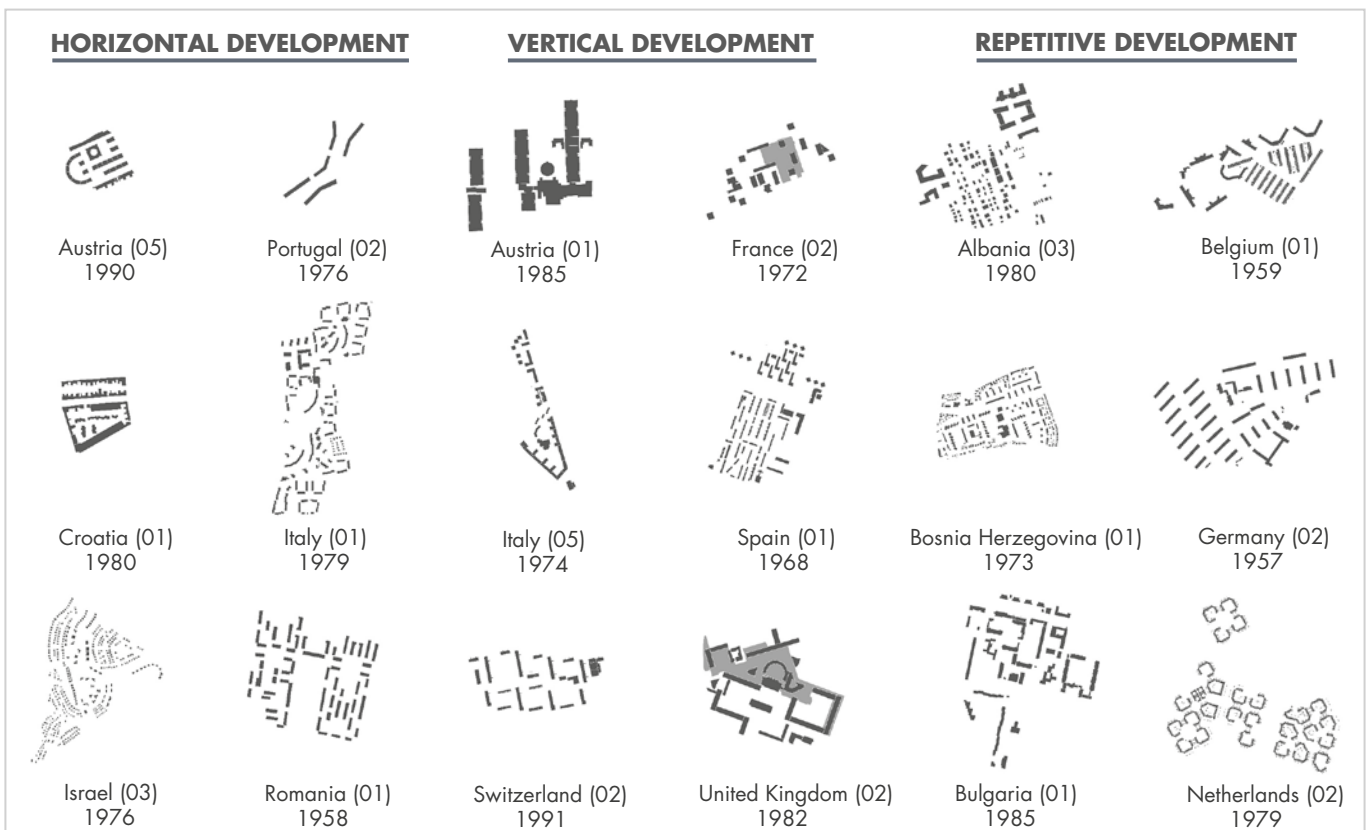 HORIZONTAL DEVELOPMENT
VERTICAL DEVELOPMENT
REPETITIVE DEVELOPMENT
Austria (05)
1990
Portugal (02)
1976
Austria (01)
1985
France (02)
1972
Albania (03)
1980
Belgium (01)
1959
Croatia (01)
1980
Italy (01)
1979
Italy (05)
1974
Spain (01)
1968
Bosnia Herzegovina (01)
1973
Germany (02)
1957
Israel (03)
1976
Romania (01)
1958
Switzerland (02)
1991
United Kingdom (02)
1982
Bulgaria (01)
1985
Netherlands (02)
1979